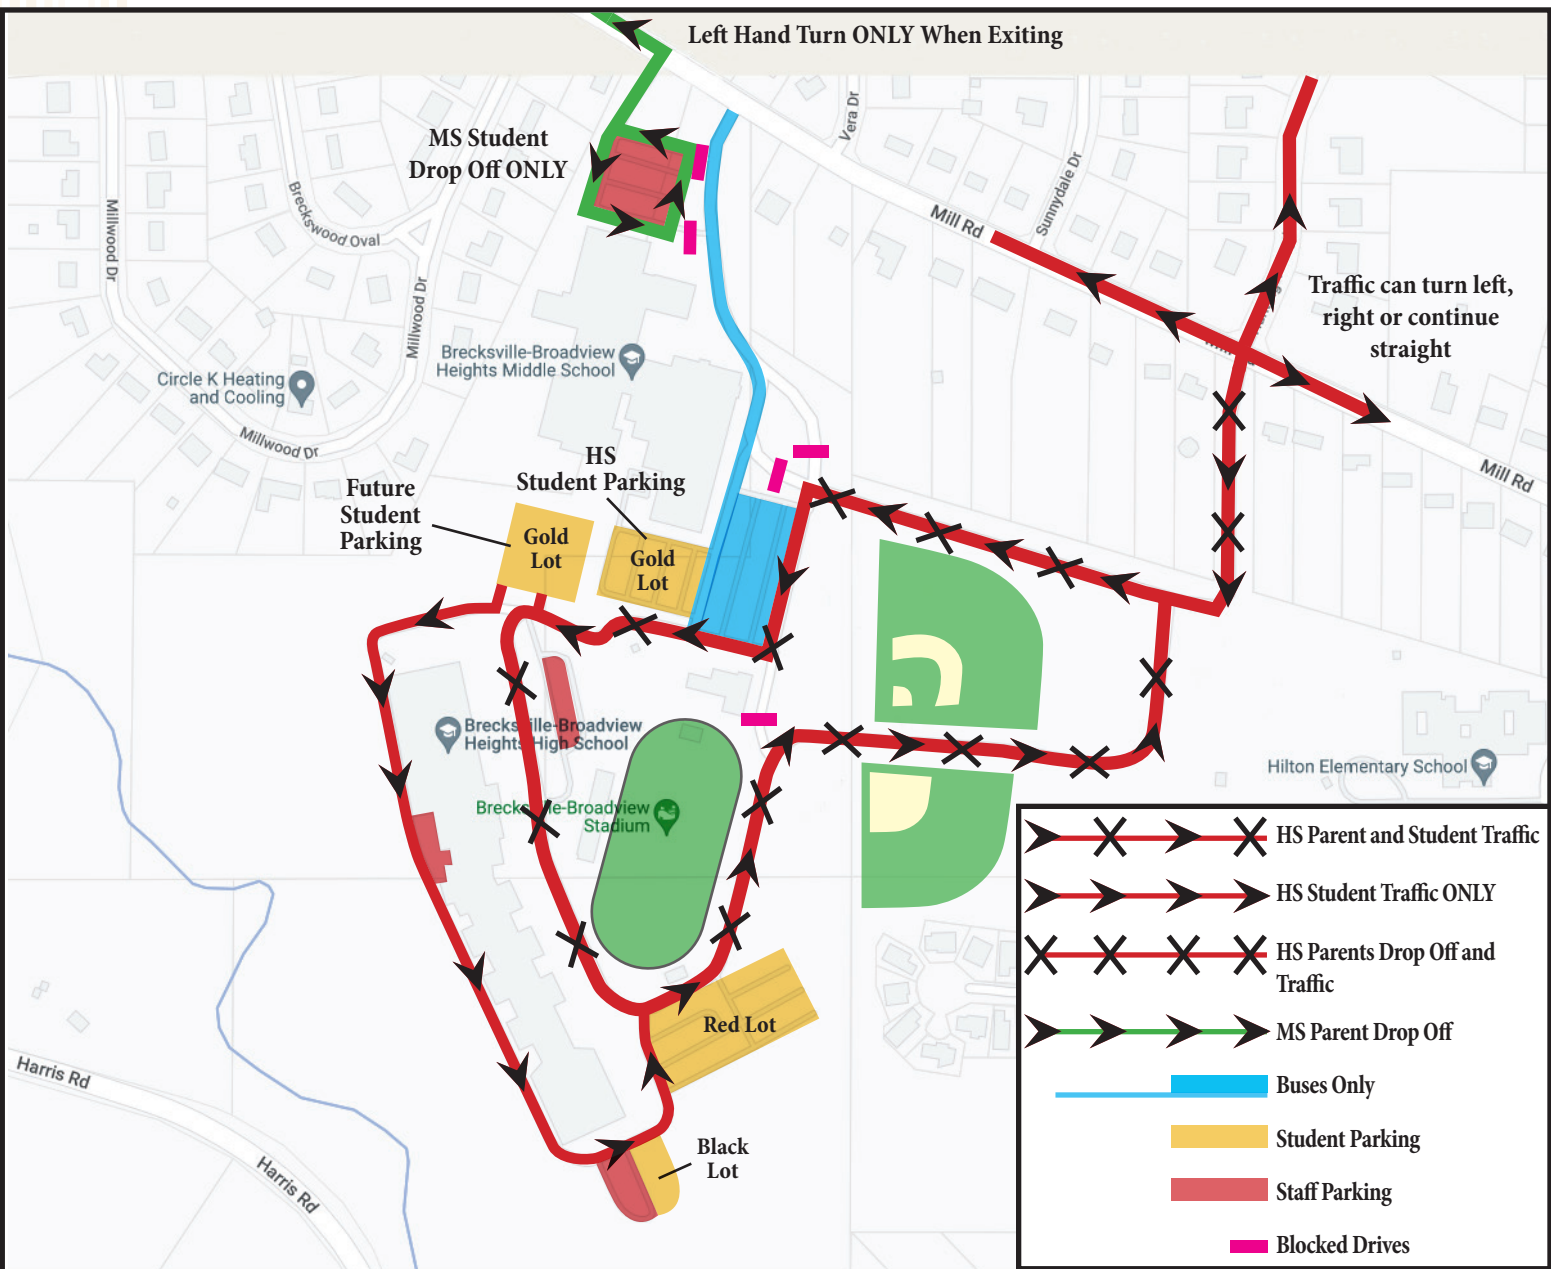 Left Hand Turn ONLY When Exiting
MS Student
Drop Off ONLY
Vera Dr
Sunnydale Dr
Mill Rd
Breckswood Oval
Millwood Dr
Millwood Dr
Traffic can turn left,
right or continue
straight
Brecksville-Broadview
Heights Middle School
Circle K Heating
and Cooling
Millwood Dr
HS
Student Parking
Future
Student
Parking
Gold
Lot
Gold
Lot
Mill Rd
Brecksville-Broadview
Heights High School
Hilton Elementary School
Brecksville-Broadview
Stadium
Red Lot
Black
Lot
Harris Rd
Harris Rd
HS Parent and Student Traffic
HS Student Traffic ONLY
HS Parents Drop Off and
Traffic
MS Parent Drop Off
Buses Only
Student Parking
Staff Parking
Blocked Drives